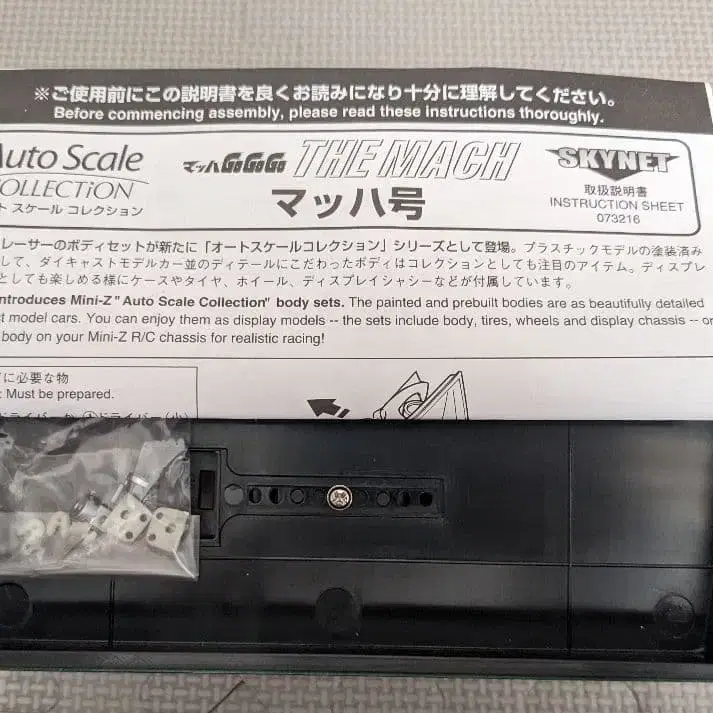 ※ご使用前にこの説明書を良くお読みになり十分に理解してください。
Before commencing assembly, please read these instructions thoroughly.
Auto Scale
COLLECTiON
ト スケール コレクション
マッハGoGoGo
THE MACH
マッハ号
SKYNET
取扱説明書
INSTRUCTION SHEET
073216
レーサーのボディセットが新たに「オートスケールコレクション」シリーズとして登場。プラスチックモデルの塗装済み
して、ダイキャストモデルカー並のディテールにこだわったボディはコレクションとしても注目のアイテム。ディスプレ
としても楽しめる様にケースやタイヤ、ホイール、ディスプレイシャシーなどが付属しています。
ntroduces Mini-Z "Auto Scale Collection" body sets. The painted and prebuilt bodies are as beautifully detailed
t model cars. You can enjoy them as display models -- the sets include body, tires, wheels and display chassis -- or
body on your Mini-Z R/C chassis for realistic racing!
に必要な物
: Must be prepared.
ドライバーか ⊕ドライバー(小)